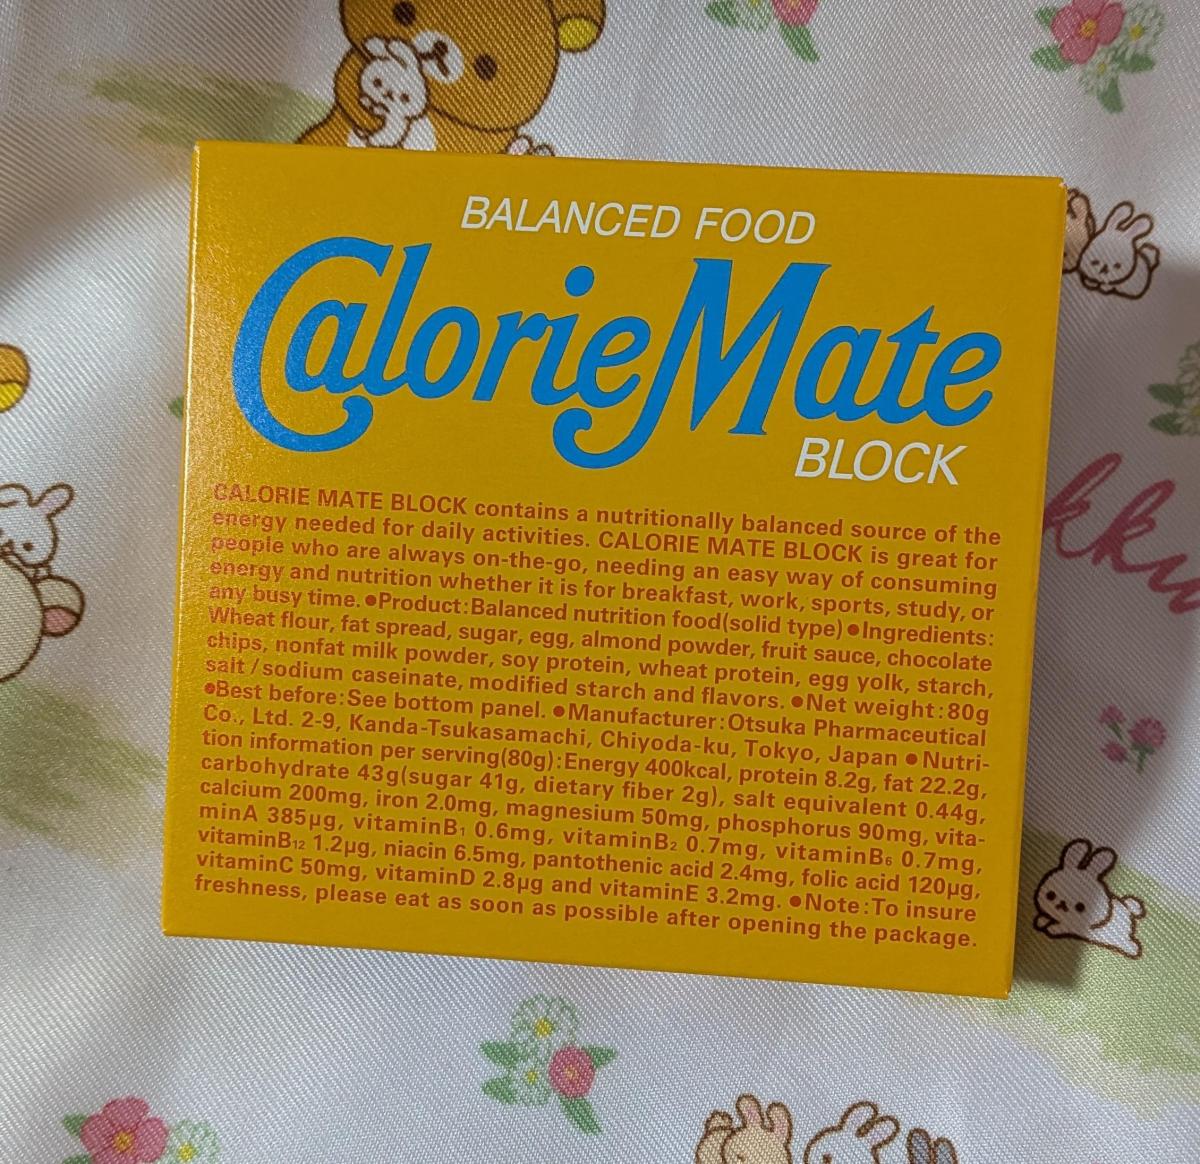 BALANCED FOOD
CalorieMate
BLOCK
CALORIE MATE BLOCK contains a nutritionally balanced source of the
energy needed for daily activities. CALORIE MATE BLOCK is great for
people who are always on-the-go, needing an easy way of consuming
energy and nutrition whether it is for breakfast, work, sports, study, or
any busy time. ●Product:Balanced nutrition food(solid type) ●Ingredients:
Wheat flour, fat spread, sugar, egg, almond powder, fruit sauce, chocolate
chips, nonfat milk powder, soy protein, wheat protein, egg yolk, starch,
salt/sodium caseinate, modified starch and flavors. ●Net weight:80g
●Best before:See bottom panel. ●Manufacturer:Otsuka Pharmaceutical
Co., Ltd. 2-9, Kanda-Tsukasamachi, Chiyoda-ku, Tokyo, Japan ●Nutri-
tion information per serving(80g):Energy 400kcal, protein 8.2g, fat 22.2g,
carbohydrate 43g(sugar 41g, dietary fiber 2g), salt equivalent 0.44g,
calcium 200mg, iron 2.0mg, magnesium 50mg, phosphorus 90mg, vita-
minA 385μg, vitaminB₁ 0.6mg, vitaminB₂ 0.7mg, vitaminB₆ 0.7mg,
vitaminB₁₂ 1.2μg, niacin 6.5mg, pantothenic acid 2.4mg, folic acid 120μg,
vitaminC 50mg, vitaminD 2.8μg and vitaminE 3.2mg. ●Note:To insure
freshness, please eat as soon as possible after opening the package.